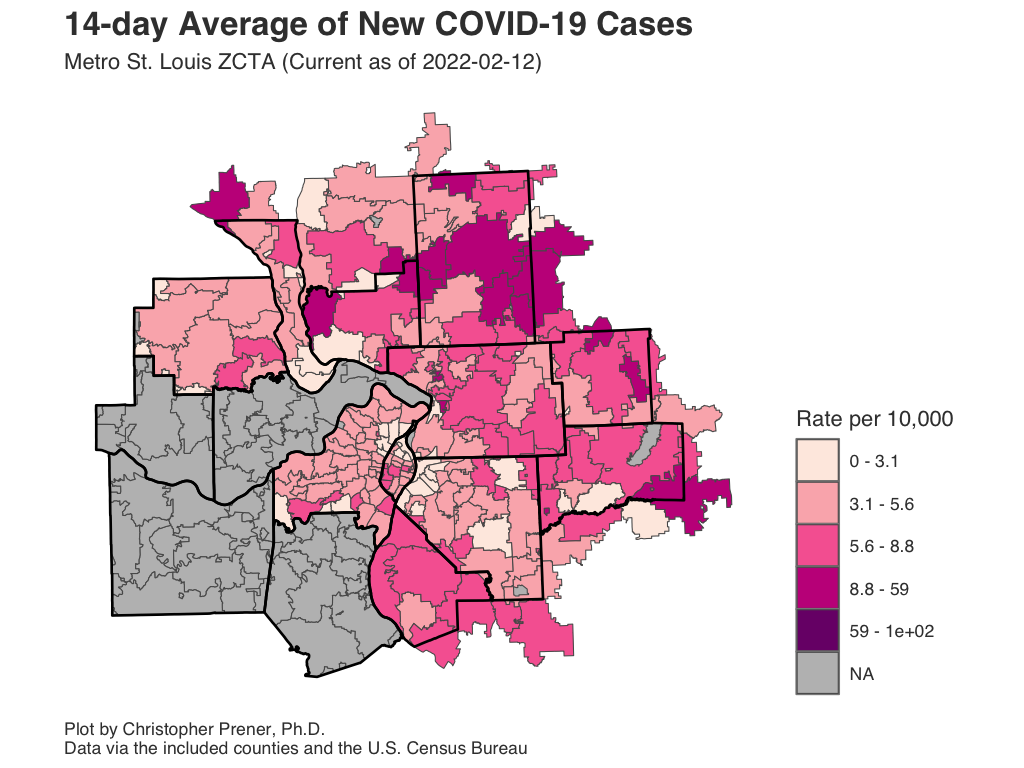 14-day Average of New COVID-19 Cases
Metro St. Louis ZCTA (Current as of 2022-02-12)
Rate per 10,000
0 - 3.1
3.1 - 5.6
5.6 - 8.8
8.8 - 59
59 - 1e+02
NA
Plot by Christopher Prener, Ph.D.
Data via the included counties and the U.S. Census Bureau